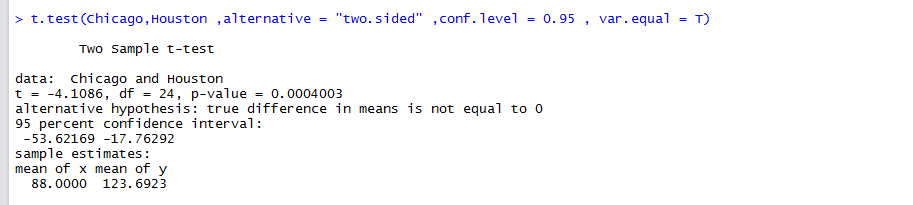 > t.test(Chicago,Houston ,alternative = "two.sided" ,conf.level = 0.95 , var.equal = T)
Two Sample t-test
data:  Chicago and Houston
t = -4.1086, df = 24, p-value = 0.0004003
alternative hypothesis: true difference in means is not equal to 0
95 percent confidence interval:
-53.62169 -17.76292
sample estimates:
mean of x mean of y
88.0000  123.6923